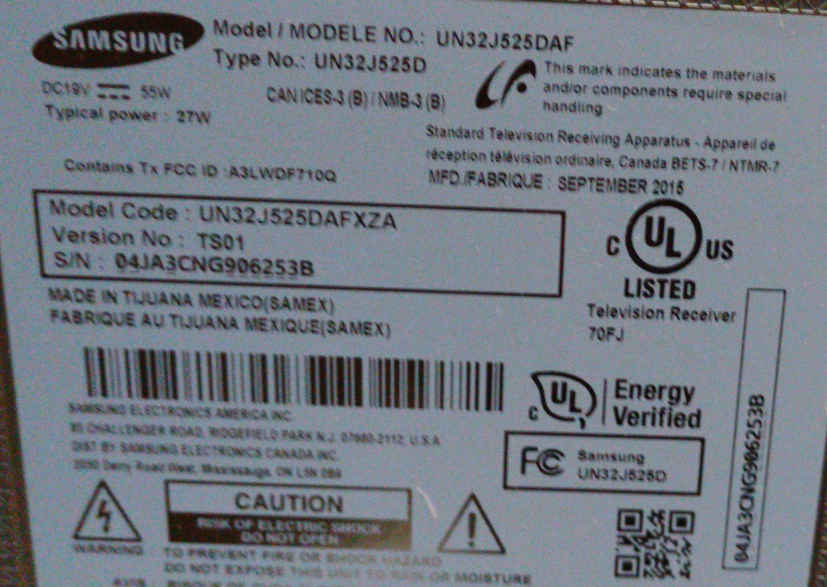 SAMSUNG
Model / MODELE NO.: UN32J525DAF
Type No.: UN32J525D
DC19V 55W
CAN ICES-3 (B) / NMB-3 (B)
Typical power : 27W
This mark indicates the materials
and/or components require special
handling
Standard Television Receiving Apparatus - Appareil de
réception télévision ordinaire, Canada BETS-7 / NTMR-7
Contains Tx FCC ID :A3LWDF710Q
MFD./FABRIQUE : SEPTEMBER 2015
Model Code : UN32J525DAFXZA
Version No : TS01
S/N : 04JA3CNG906253B
C UL US
LISTED
Television Receiver
70FJ
MADE IN TIJUANA MEXICO(SAMEX)
FABRIQUE AU TIJUANA MEXIQUE(SAMEX)
C UL Energy
Verified
SAMSUNG ELECTRONICS AMERICA INC.
85 CHALLENGER ROAD, RIDGEFIELD PARK N.J. 07660-2112, U.S.A
DIST BY SAMSUNG ELECTRONICS CANADA INC.
Road West, Mississauga, ON L5N
FC Samsung
UN32J525D
04JA3CNG906253B
CAUTION
RISK OF ELECTRIC SHOCK
DO NOT OPEN
WARNING
TO PREVENT FIRE OR SHOCK HAZARD
DO NOT EXPOSE THIS UNIT TO RAIN OR MOISTURE